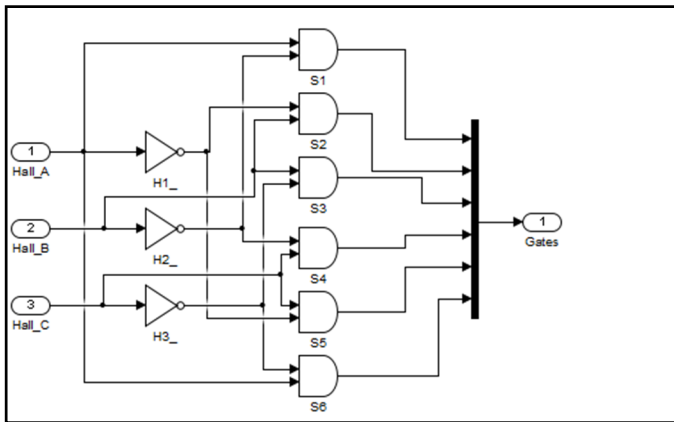 S1
S2
1
Hall_A
H1_
S3
2
Hall_B
H2_
1
Gates
S4
3
Hall_C
H3_
S5
S6